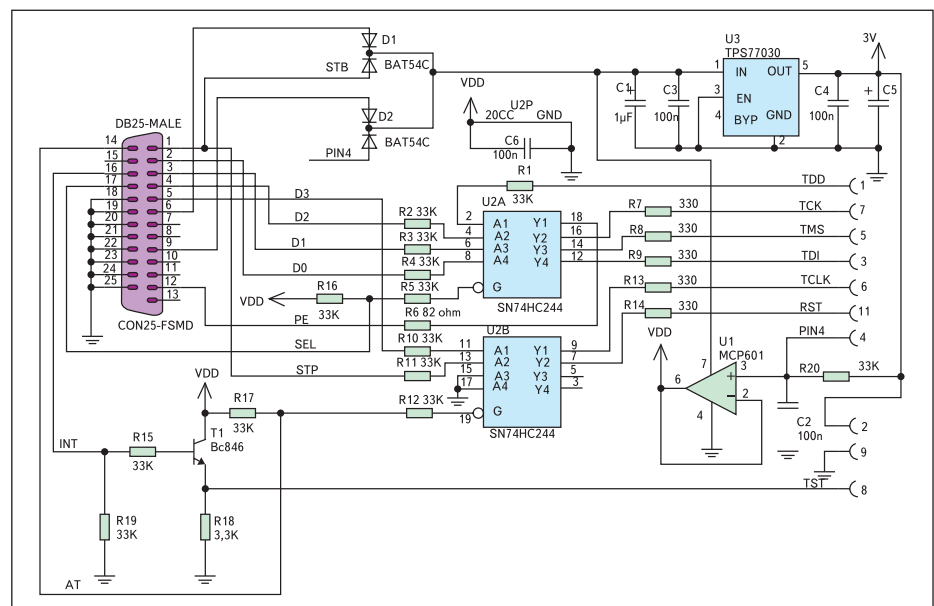 D1
STB
BAT54C
D2
BAT54C
PIN4
VDD
U2P
20CC
GND
C6
100n
U3
TPS77030
1
IN
OUT
5
3
EN
4
BYP
GND
2
3V
C1
+
1µF
C3
100n
C4
100n
+
C5
DB25-MALE
14
1
15
2
16
3
17
4
18
5
19
6
20
7
21
8
22
9
23
10
24
11
25
12
13
CON25-FSMD
R1
33K
TDD
1
U2A
D3
D2
R2 33K
2
A1
Y1
18
4
A2
Y2
16
6
A3
Y3
14
8
A4
Y4
12
G
SN74HC244
R7
330
TCK
7
D1
R3 33K
R8
330
TMS
5
D0
R4 33K
R9
330
TDI
3
VDD
R16
33K
R5 33K
R13
330
TCLK
6
PE
R6 82 ohm
R14
330
RST
11
SEL
R10 33K
U2B
11
A1
Y1
9
13
A2
Y2
7
15
A3
Y3
5
17
A4
Y4
3
G
19
SN74HC244
STP
R11 33K
VDD
U1
MCP601
7
3
+
6
−
2
4
PIN4
4
R20
33K
C2
100n
2
9
VDD
R17
33K
R12 33K
INT
R15
33K
T1
Bc846
TST
8
R19
33K
R18
3,3K
AT